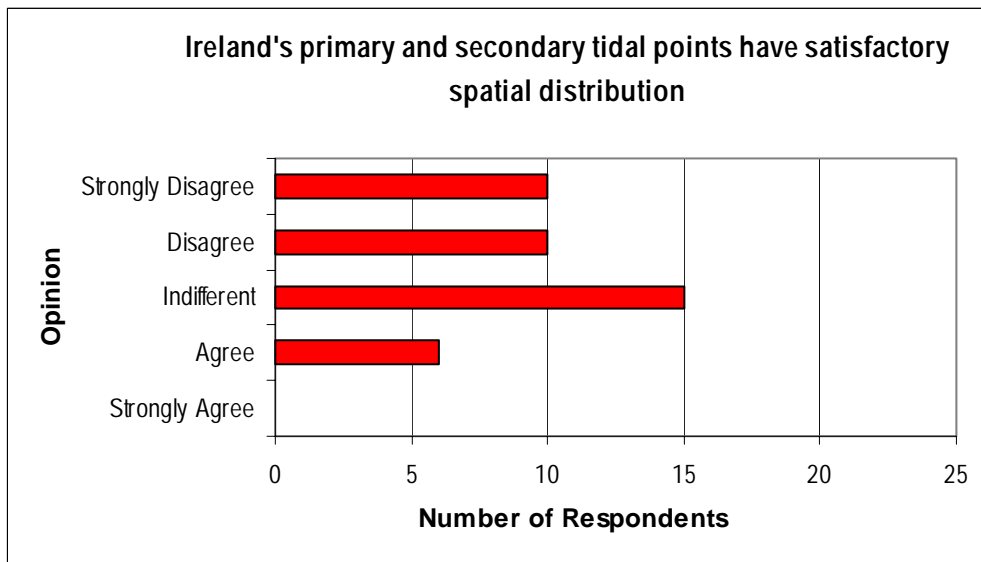 Ireland's primary and secondary tidal points have satisfactory
spatial distribution
Opinion
Strongly Disagree
Disagree
Indifferent
Agree
Strongly Agree
0 5 10 15 20 25
Number of Respondents